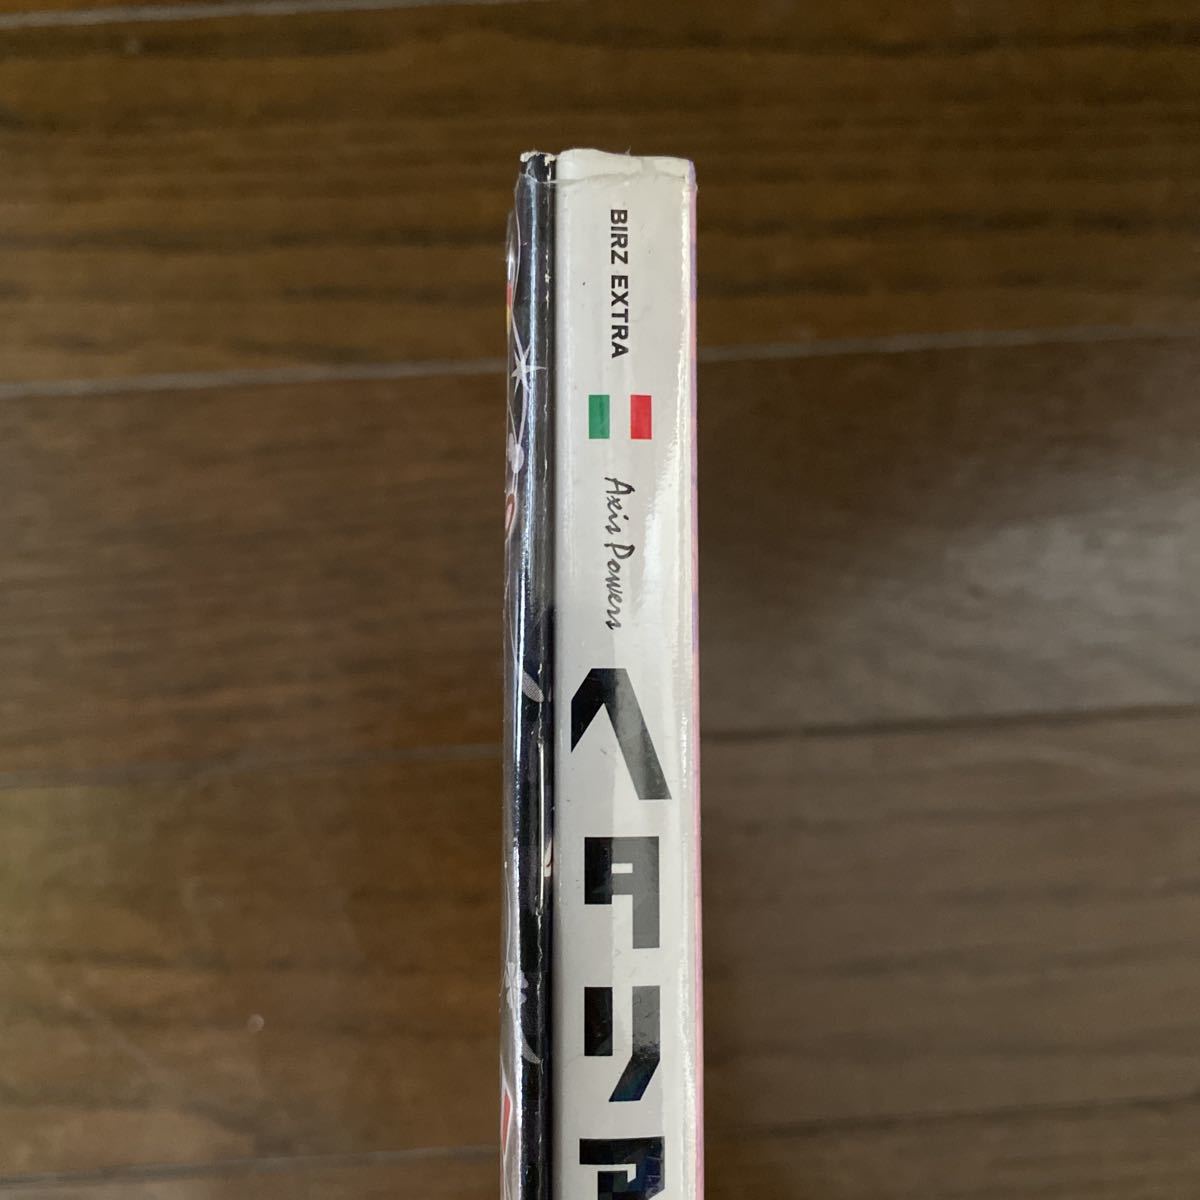 BIRZ EXTRA
Axis Powers
ヘタリア